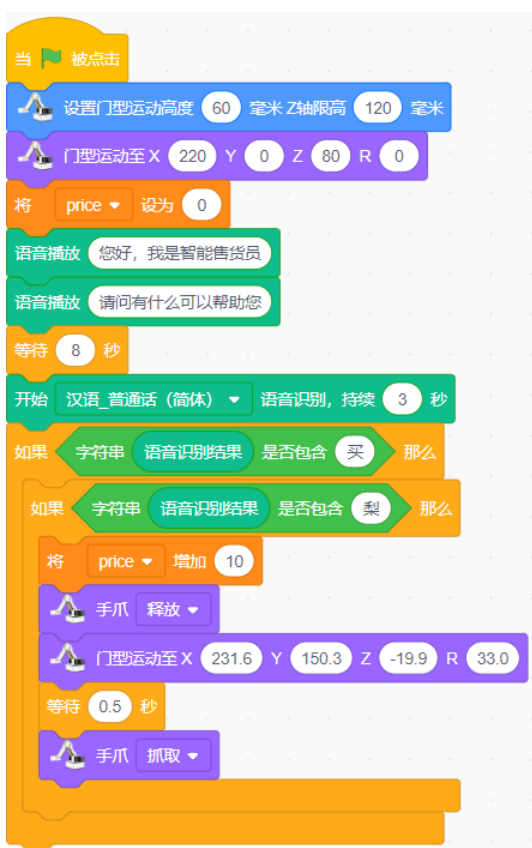 当 被点击
设置门型运动高度 60 毫米 Z轴限高 120 毫米
门型运动至 X 220 Y 0 Z 80 R 0
将 price 设为 0
语音播放 您好，我是智能售货员
语音播放 请问有什么可以帮助您
等待 8 秒
开始 汉语_普通话（简体） 语音识别，持续 3 秒
如果 字符串 语音识别结果 是否包含 买 那么
如果 字符串 语音识别结果 是否包含 梨 那么
将 price 增加 10
手爪 释放
门型运动至 X 231.6 Y 150.3 Z -19.9 R 33.0
等待 0.5 秒
手爪 抓取